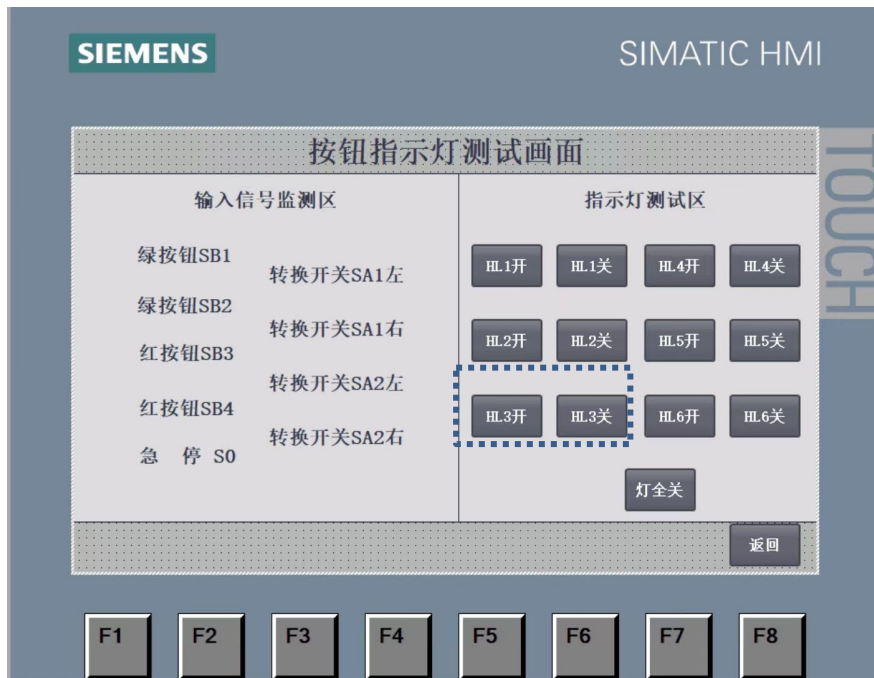 SIEMENS
SIMATIC HMI
TOUCH
按钮指示灯测试画面
输入信号监测区
绿按钮SB1
转换开关SA1左
绿按钮SB2
转换开关SA1右
红按钮SB3
转换开关SA2左
红按钮SB4
转换开关SA2右
急 停 S0
指示灯测试区
HL1开 HL1关 HL4开 HL4关
HL2开 HL2关 HL5开 HL5关
HL3开 HL3关 HL6开 HL6关
灯全关
返回
F1 F2 F3 F4 F5 F6 F7 F8